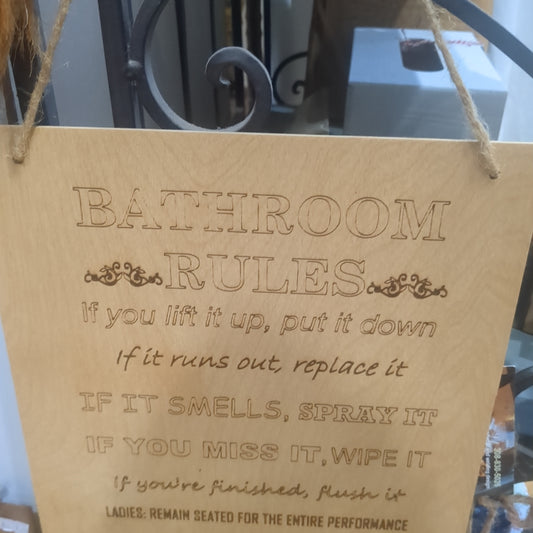 BATHROOM
RULES
If you lift it up, put it down
If it runs out, replace it
IF IT SMELLS, SPRAY IT
IF YOU MISS IT, WIPE IT
If you're finished, flush it
LADIES: REMAIN SEATED FOR THE ENTIRE PERFORMANCE